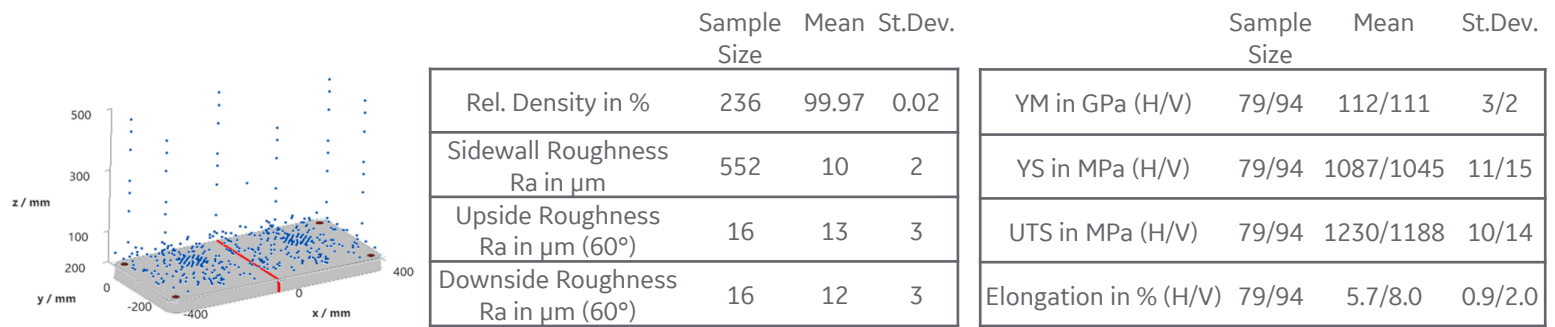 500
300
z / mm
100
200
0
y / mm
-200
-400
0
x / mm
400
Sample Size Mean St.Dev.
Rel. Density in % 236 99.97 0.02
Sidewall Roughness
Ra in µm 552 10 2
Upside Roughness
Ra in µm (60°) 16 13 3
Downside Roughness
Ra in µm (60°) 16 12 3
Sample Size Mean St.Dev.
YM in GPa (H/V) 79/94 112/111 3/2
YS in MPa (H/V) 79/94 1087/1045 11/15
UTS in MPa (H/V) 79/94 1230/1188 10/14
Elongation in % (H/V) 79/94 5.7/8.0 0.9/2.0